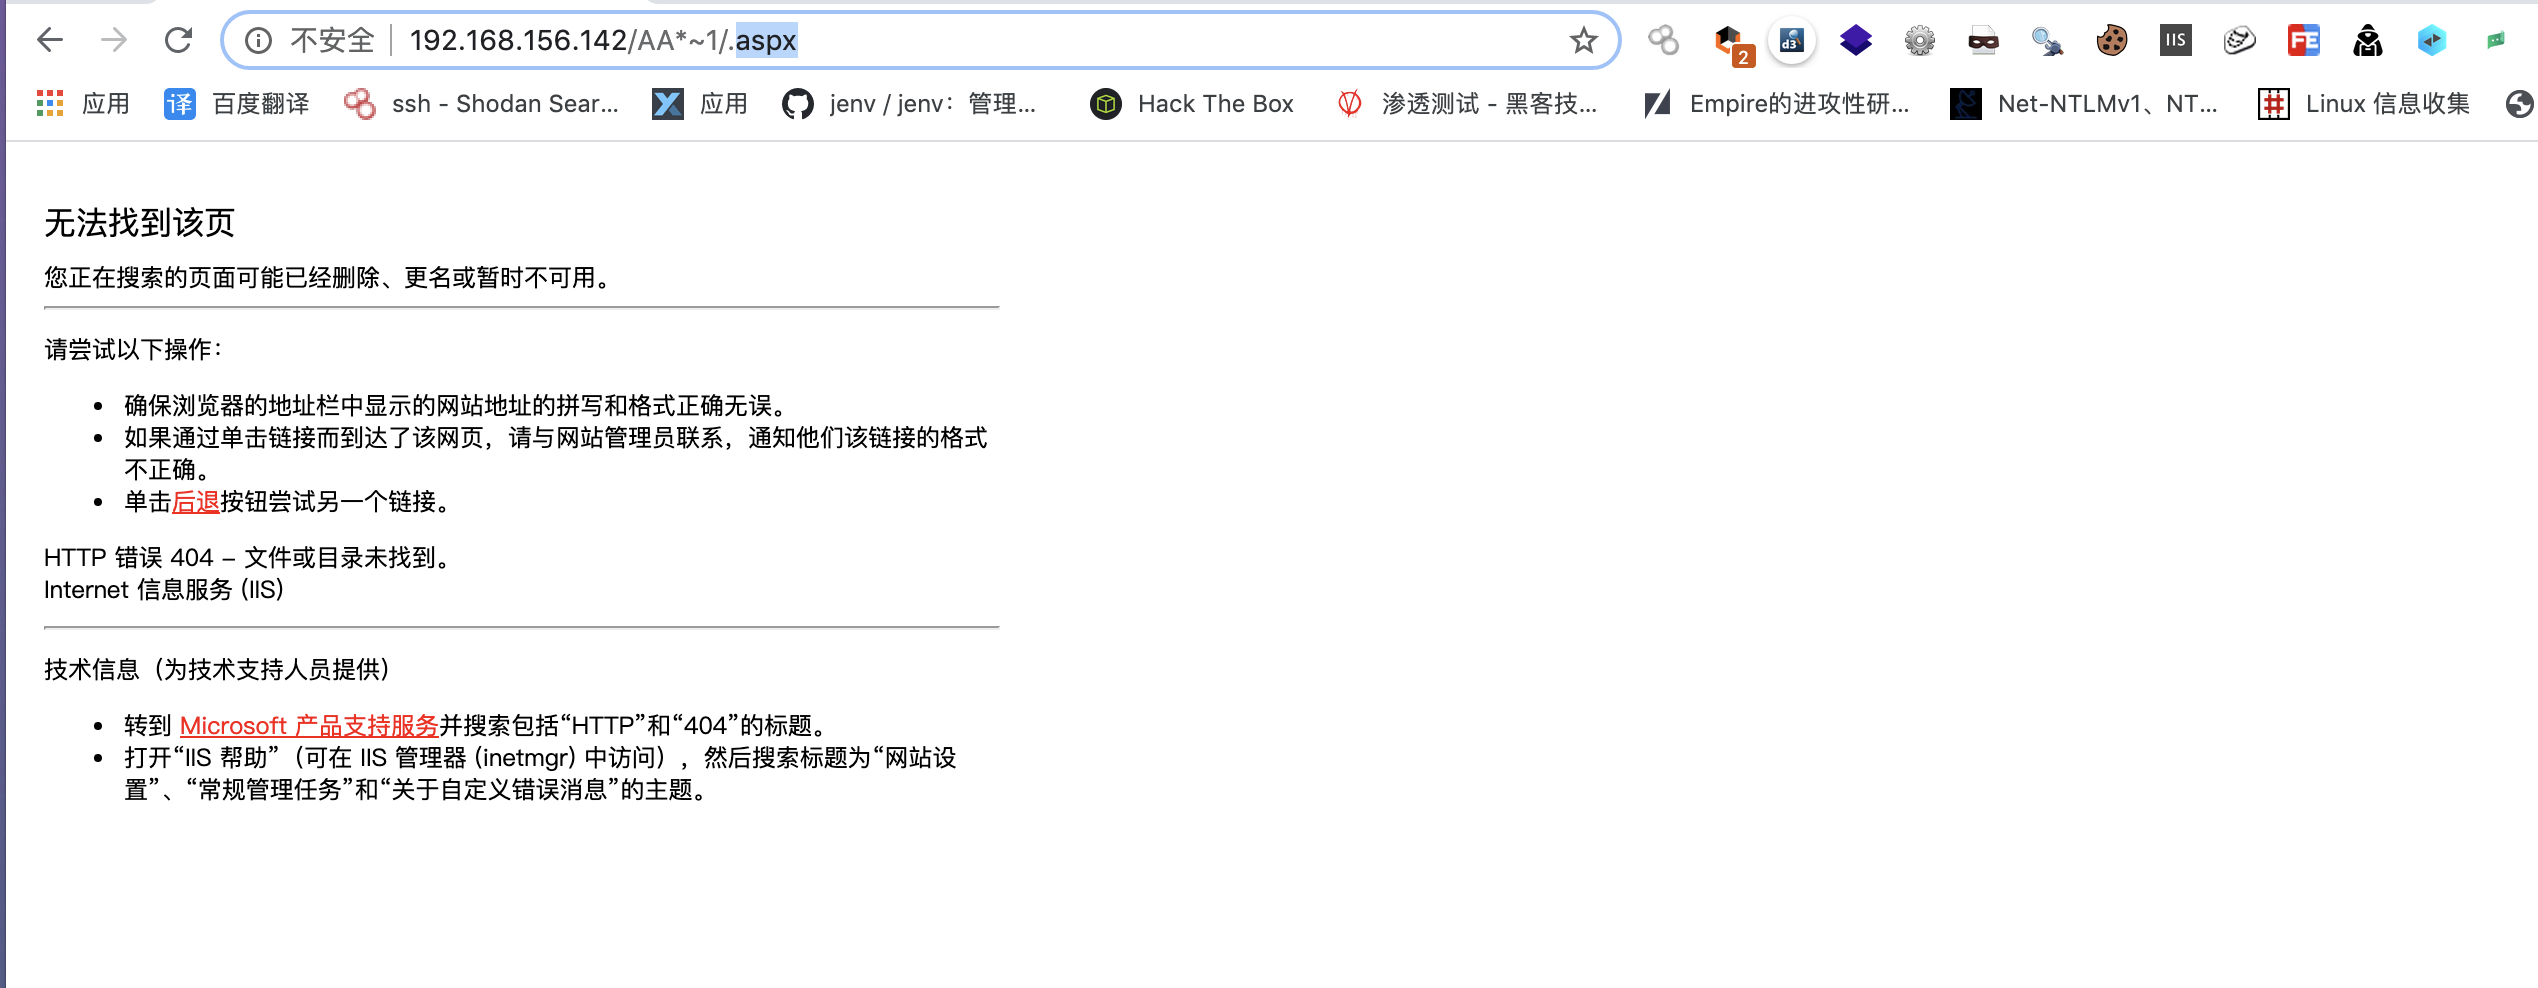 不安全 192.168.156.142/AA*~1/.aspx
2 d3 IIS FE
应用 译 百度翻译 ssh - Shodan Sear... 应用 jenv / jenv：管理... Hack The Box 渗透测试 - 黑客技... Empire的进攻性研... Net-NTLMv1、NT... Linux 信息收集
无法找到该页
您正在搜索的页面可能已经删除、更名或暂时不可用。
请尝试以下操作：
• 确保浏览器的地址栏中显示的网站地址的拼写和格式正确无误。
• 如果通过单击链接而到达了该网页，请与网站管理员联系，通知他们该链接的格式
不正确。
• 单击后退按钮尝试另一个链接。
HTTP 错误 404 – 文件或目录未找到。
Internet 信息服务 (IIS)
技术信息（为技术支持人员提供）
• 转到 Microsoft 产品支持服务并搜索包括“HTTP”和“404”的标题。
• 打开“IIS 帮助”（可在 IIS 管理器 (inetmgr) 中访问），然后搜索标题为“网站设
置”、“常规管理任务”和“关于自定义错误消息”的主题。